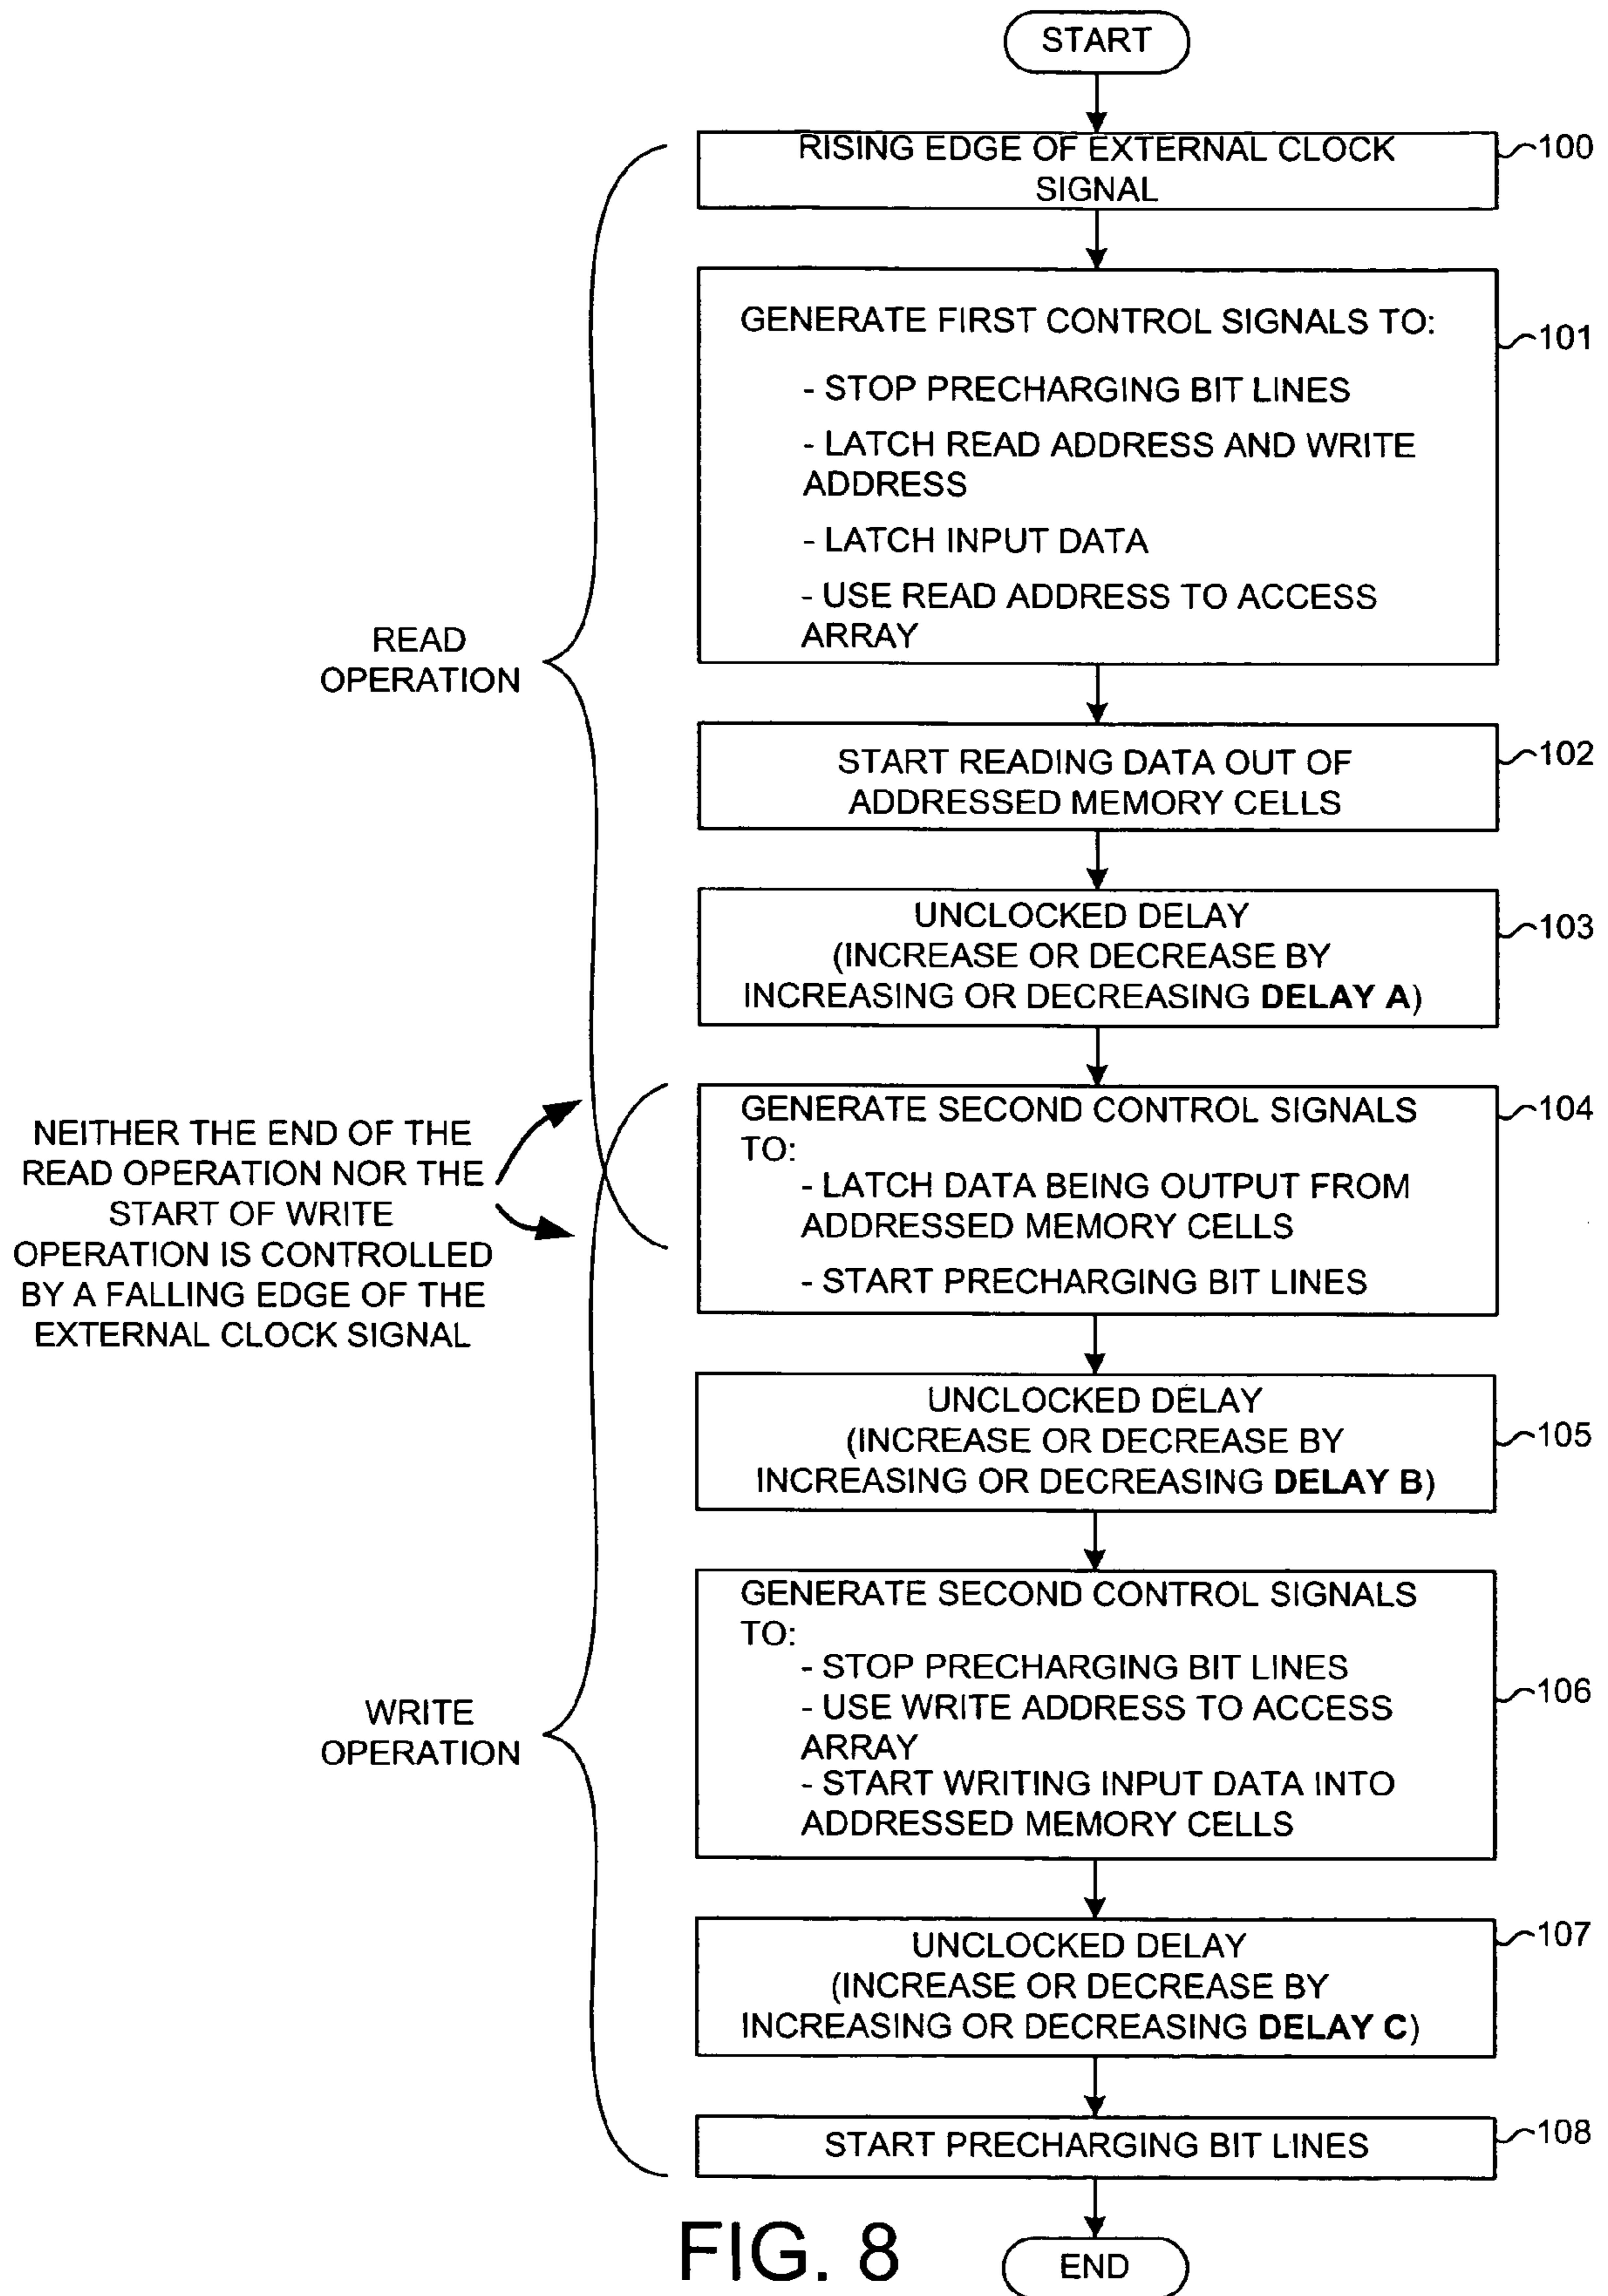 START
RISING EDGE OF EXTERNAL CLOCK
SIGNAL
100
GENERATE FIRST CONTROL SIGNALS TO:
- STOP PRECHARGING BIT LINES
- LATCH READ ADDRESS AND WRITE
ADDRESS
- LATCH INPUT DATA
- USE READ ADDRESS TO ACCESS
ARRAY
101
READ
OPERATION
START READING DATA OUT OF
ADDRESSED MEMORY CELLS
102
UNCLOCKED DELAY
(INCREASE OR DECREASE BY
INCREASING OR DECREASING DELAY A)
103
NEITHER THE END OF THE
READ OPERATION NOR THE
START OF WRITE
OPERATION IS CONTROLLED
BY A FALLING EDGE OF THE
EXTERNAL CLOCK SIGNAL
GENERATE SECOND CONTROL SIGNALS
TO:
- LATCH DATA BEING OUTPUT FROM
ADDRESSED MEMORY CELLS
- START PRECHARGING BIT LINES
104
UNCLOCKED DELAY
(INCREASE OR DECREASE BY
INCREASING OR DECREASING DELAY B)
105
GENERATE SECOND CONTROL SIGNALS
TO:
- STOP PRECHARGING BIT LINES
- USE WRITE ADDRESS TO ACCESS
ARRAY
- START WRITING INPUT DATA INTO
ADDRESSED MEMORY CELLS
106
WRITE
OPERATION
UNCLOCKED DELAY
(INCREASE OR DECREASE BY
INCREASING OR DECREASING DELAY C)
107
START PRECHARGING BIT LINES
108
FIG. 8
END